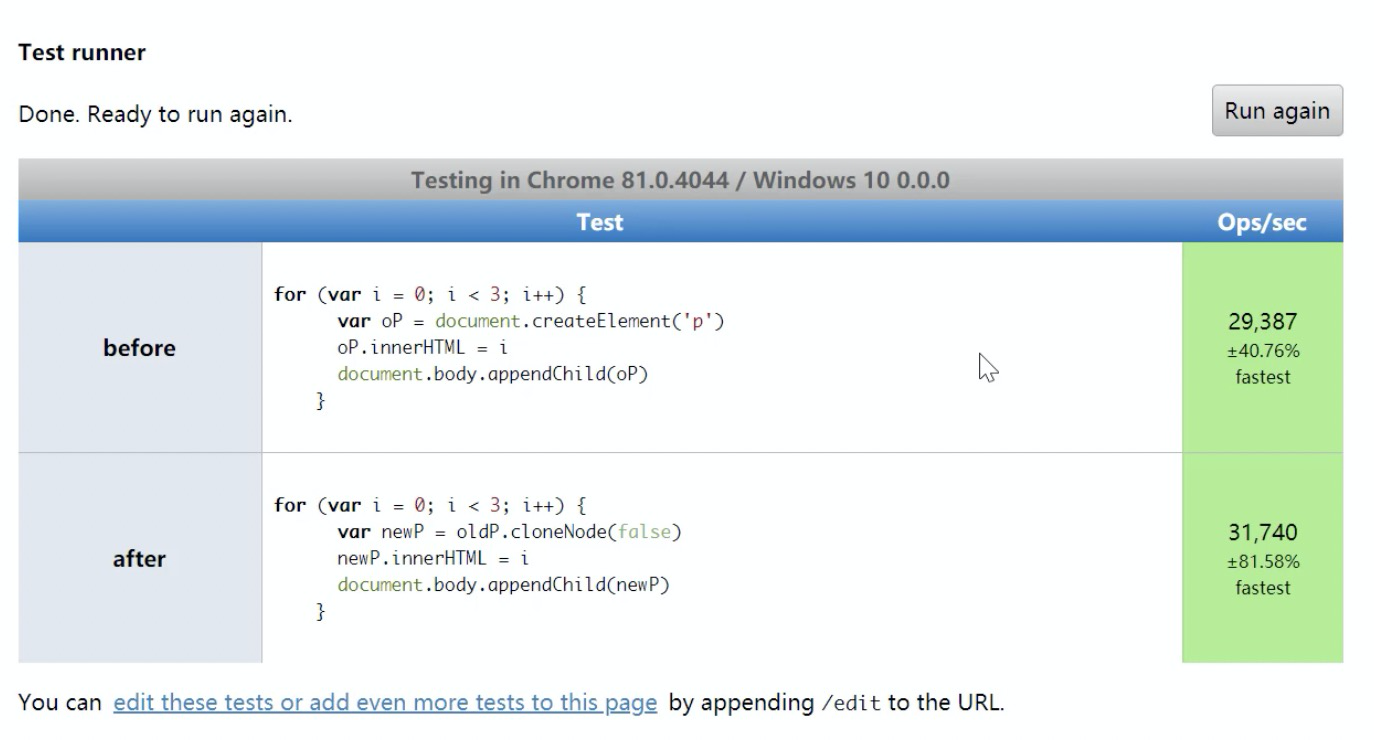 Test runner
Done. Ready to run again.
Run again
Testing in Chrome 81.0.4044 / Windows 10 0.0.0
Test Ops/sec
before
for (var i = 0; i < 3; i++) {
var oP = document.createElement('p')
oP.innerHTML = i
document.body.appendChild(oP)
}
29,387
±40.76%
fastest
after
for (var i = 0; i < 3; i++) {
var newP = oldP.cloneNode(false)
newP.innerHTML = i
document.body.appendChild(newP)
}
31,740
±81.58%
fastest
You can edit these tests or add even more tests to this page by appending /edit to the URL.